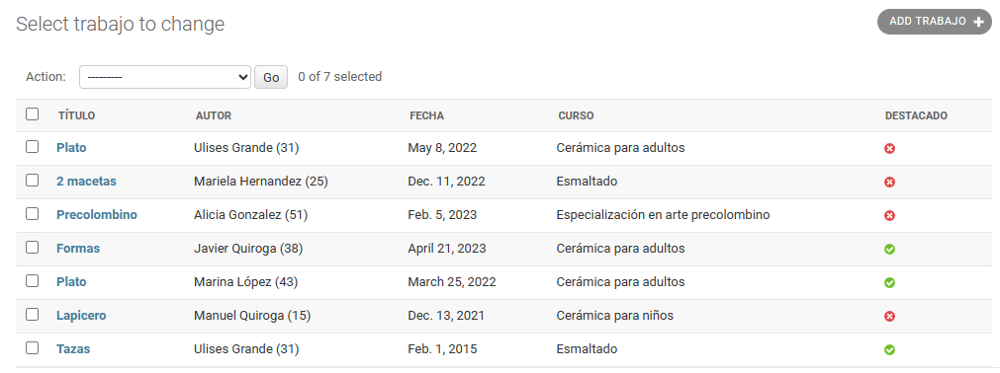 Select trabajo to change
ADD TRABAJO +
Action: --------- Go 0 of 7 selected
TÍTULO AUTOR FECHA CURSO DESTACADO
Plato Ulises Grande (31) May 8, 2022 Cerámica para adultos
2 macetas Mariela Hernandez (25) Dec. 11, 2022 Esmaltado
Precolombino Alicia Gonzalez (51) Feb. 5, 2023 Especialización en arte precolombino
Formas Javier Quiroga (38) April 21, 2023 Cerámica para adultos
Plato Marina López (43) March 25, 2022 Cerámica para adultos
Lapicero Manuel Quiroga (15) Dec. 13, 2021 Cerámica para niños
Tazas Ulises Grande (31) Feb. 1, 2015 Esmaltado